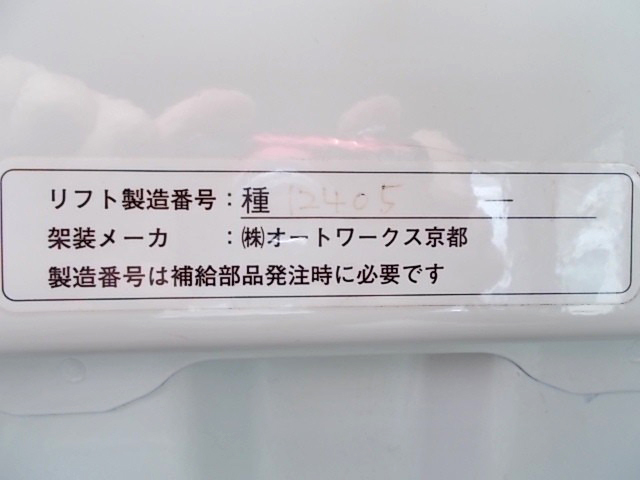 リフト製造番号：種 12405 ー
架装メーカ　　：㈱オートワークス京都
製造番号は補給部品発注時に必要です